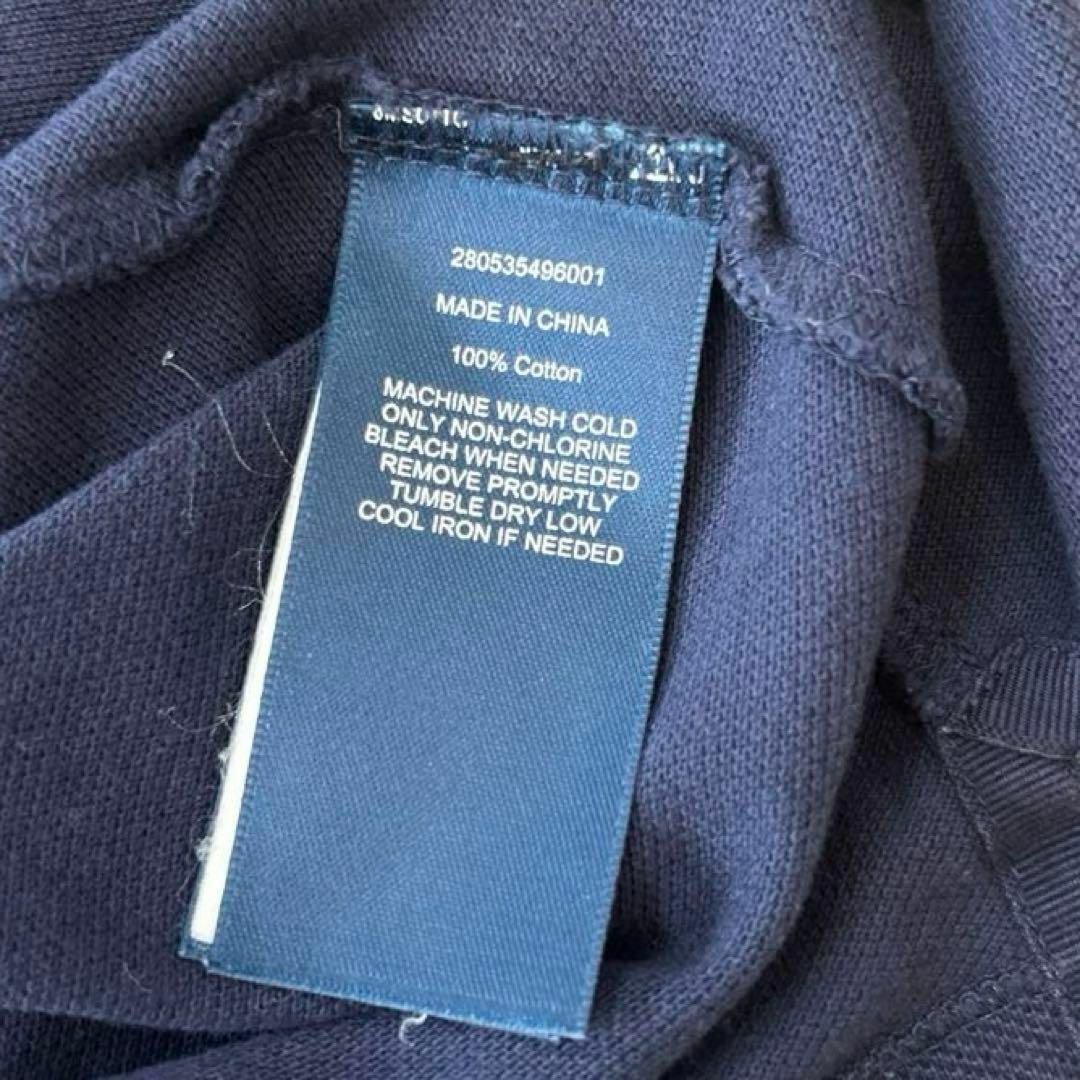 280535496001
MADE IN CHINA
100% Cotton
MACHINE WASH COLD
ONLY NON-CHLORINE
BLEACH WHEN NEEDED
REMOVE PROMPTLY
TUMBLE DRY LOW
COOL IRON IF NEEDED